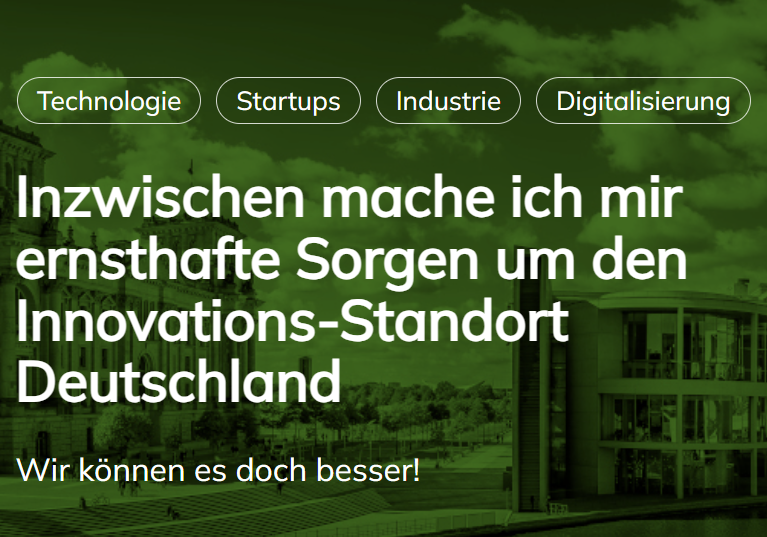 Technologie Startups Industrie Digitalisierung
Inzwischen mache ich mir
ernsthafte Sorgen um den
Innovations-Standort
Deutschland
Wir können es doch besser!